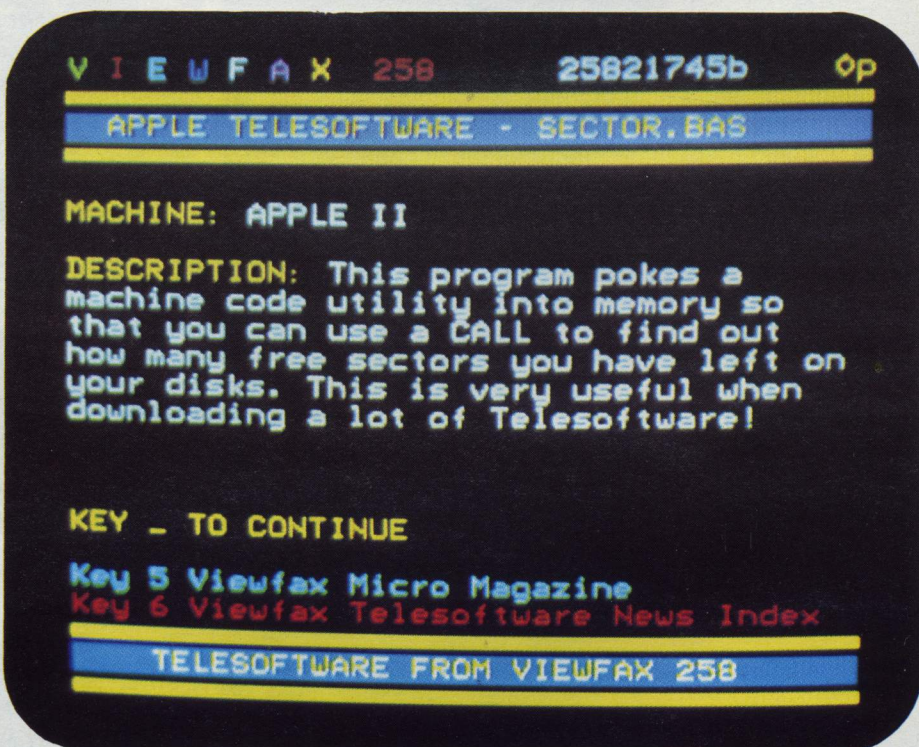 VIEWFAX 258 25821745b 0p
APPLE TELESOFTWARE - SECTOR.BAS
MACHINE: APPLE II
DESCRIPTION: This program pokes a
machine code utility into memory so
that you can use a CALL to find out
how many free sectors you have left on
your disks. This is very useful when
downloading a lot of Telesoftware!
KEY _ TO CONTINUE
Key 5 Viewfax Micro Magazine
Key 6 Viewfax Telesoftware News Index
TELESOFTWARE FROM VIEWFAX 258